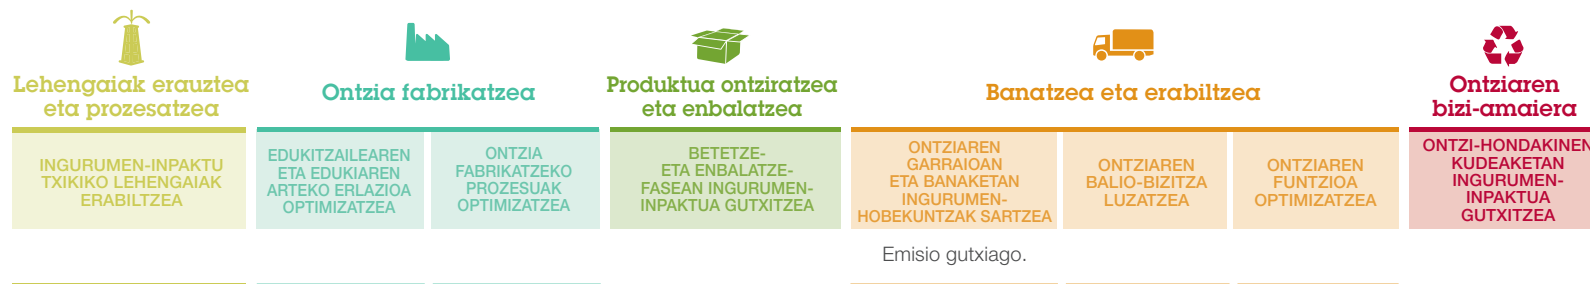 Lehengaiak erauztea
eta prozesatzea
Ontzia fabrikatzea
Produktua ontziratzea
eta enbalatzea
Banatzea eta erabiltzea
Ontziaren
bizi-amaiera
INGURUMEN-INPAKTU
TXIKIKO LEHENGAIAK
ERABILTZEA
EDUKITZAILEAREN
ETA EDUKIAREN
ARTEKO ERLAZIOA
OPTIMIZATZEA
ONTZIA
FABRIKATZEKO
PROZESUAK
OPTIMIZATZEA
BETETZE-
ETA ENBALATZE-
FASEAN INGURUMEN-
INPAKTUA GUTXITZEA
ONTZIAREN
GARRAIOAN
ETA BANAKETAN
INGURUMEN-
HOBEKUNTZAK SARTZEA
ONTZIAREN
BALIO-BIZITZA
LUZATZEA
ONTZIAREN
FUNTZIOA
OPTIMIZATZEA
ONTZI-HONDAKINEN
KUDEAKETAN
INGURUMEN-
INPAKTUA
GUTXITZEA
Emisio gutxiago.